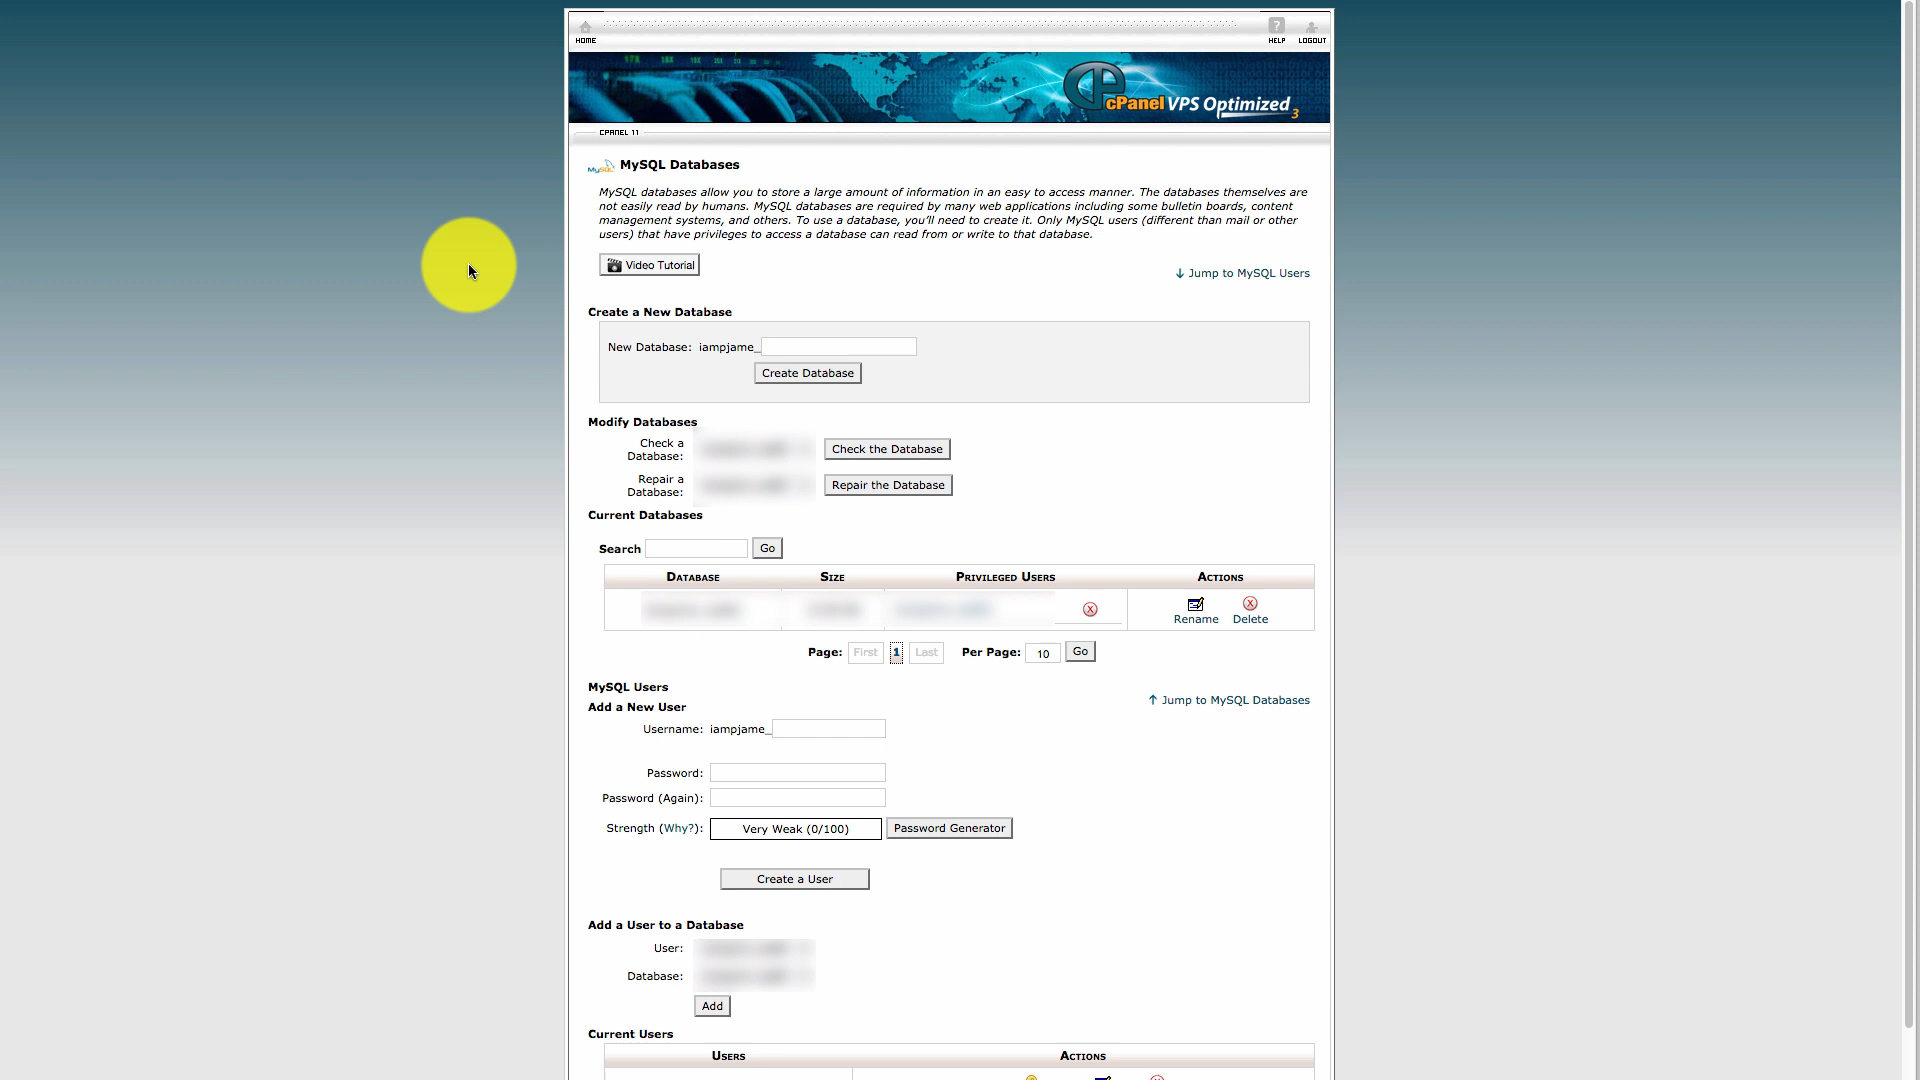 HOME
HELP
LOGOUT
cPanel VPS Optimized 3
CPANEL 11
MySQL
MySQL Databases
MySQL databases allow you to store a large amount of information in an easy to access manner. The databases themselves are
not easily read by humans. MySQL databases are required by many web applications including some bulletin boards, content
management systems, and others. To use a database, you'll need to create it. Only MySQL users (different than mail or other
users) that have privileges to access a database can read from or write to that database.
Video Tutorial
↓ Jump to MySQL Users
Create a New Database
New Database: iampjame_
Create Database
Modify Databases
Check a
Database:
Check the Database
Repair a
Database:
Repair the Database
Current Databases
Search
Go
DATABASE SIZE PRIVILEGED USERS ACTIONS
Rename Delete
Page: First 1 Last Per Page: 10 Go
MySQL Users
↑ Jump to MySQL Databases
Add a New User
Username: iampjame_
Password:
Password (Again):
Strength (Why?): Very Weak (0/100) Password Generator
Create a User
Add a User to a Database
User:
Database:
Add
Current Users
USERS ACTIONS